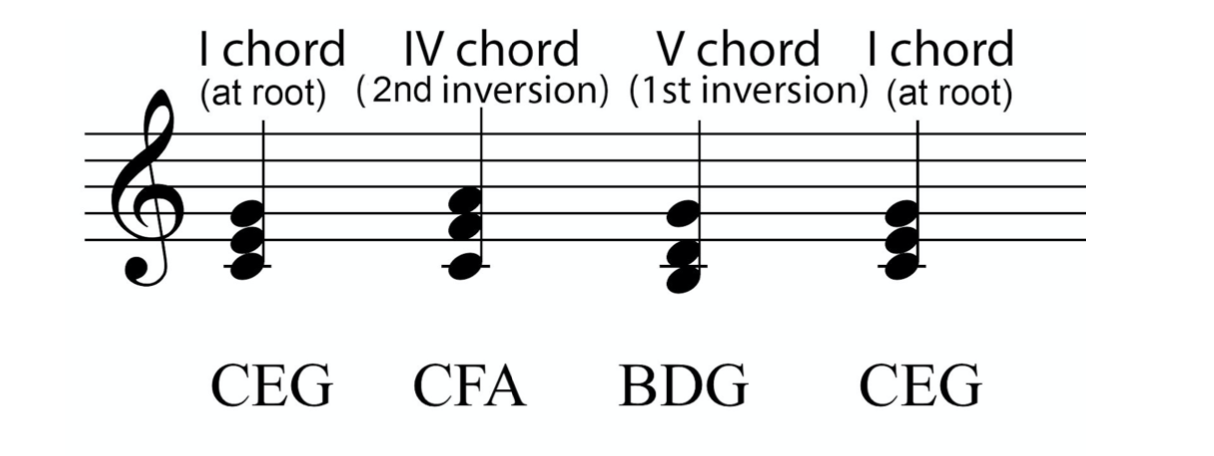 I chord IV chord V chord I chord
(at root) (2nd inversion) (1st inversion) (at root)
CEG CFA BDG CEG